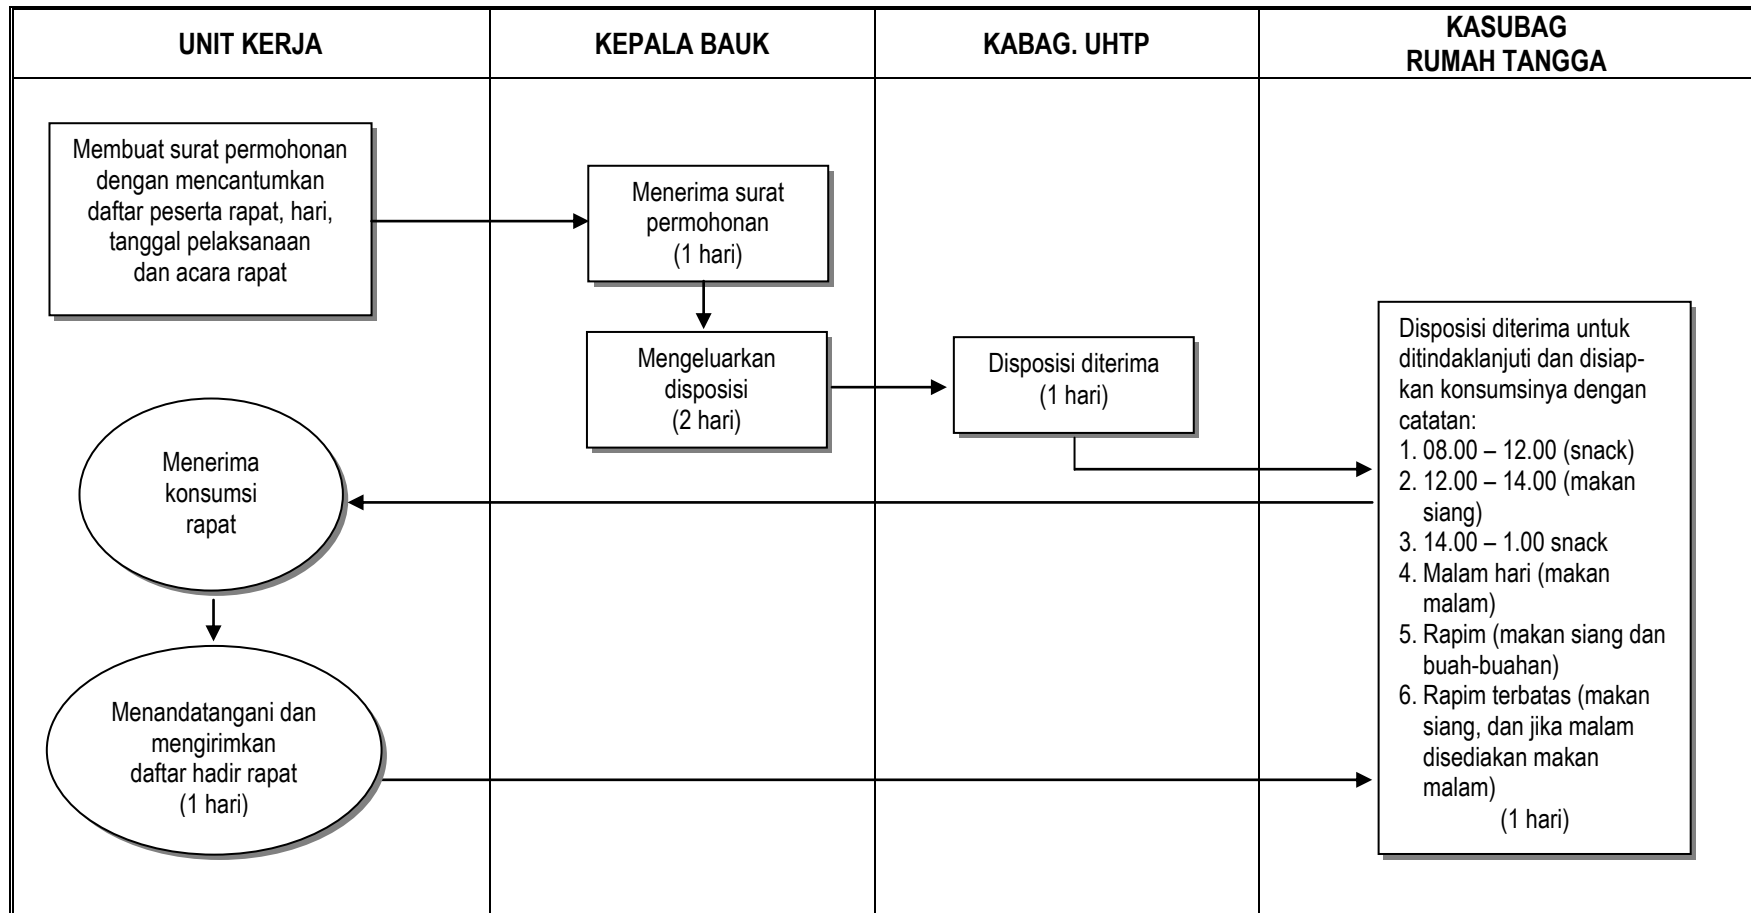 UNIT KERJA
KEPALA BAUK
KABAG. UHTP
KASUBAG
RUMAH TANGGA
Membuat surat permohonan
dengan mencantumkan
daftar peserta rapat, hari,
tanggal pelaksanaan
dan acara rapat
Menerima surat
permohonan
(1 hari)
Mengeluarkan
disposisi
(2 hari)
Disposisi diterima
(1 hari)
Disposisi diterima untuk
ditindaklanjuti dan disiap-
kan konsumsinya dengan
catatan:
1. 08.00 – 12.00 (snack)
2. 12.00 – 14.00 (makan
siang)
3. 14.00 – 1.00 snack
4. Malam hari (makan
malam)
5. Rapim (makan siang dan
buah-buahan)
6. Rapim terbatas (makan
siang, dan jika malam
disediakan makan
malam)
(1 hari)
Menerima
konsumsi
rapat
Menandatangani dan
mengirimkan
daftar hadir rapat
(1 hari)